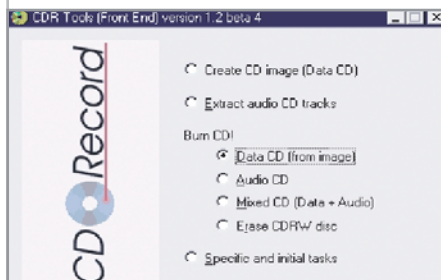 CDR Tools (Front End) version 1.2 beta 4
CD Record
Create CD image (Data CD)
Extract audio CD tracks
Burn CD!
Data CD (from image)
Audio CD
Mixed CD (Data + Audio)
Erase CDRW disc
Specific and initial tasks